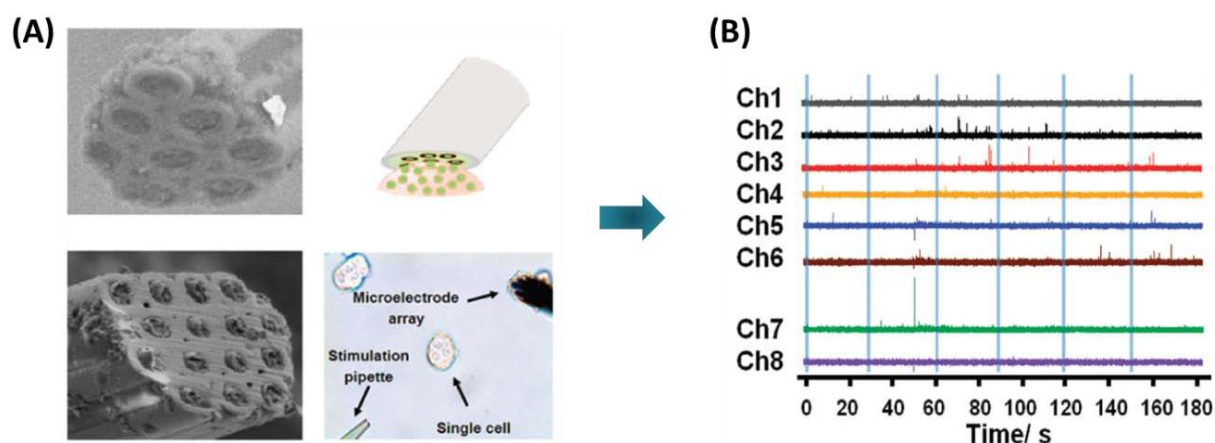 (A)
Microelectrode
array
Stimulation
pipette
Single cell
(B)
Ch1
Ch2
Ch3
Ch4
Ch5
Ch6
Ch7
Ch8
0 20 40 60 80 100 120 140 160 180
Time/ s